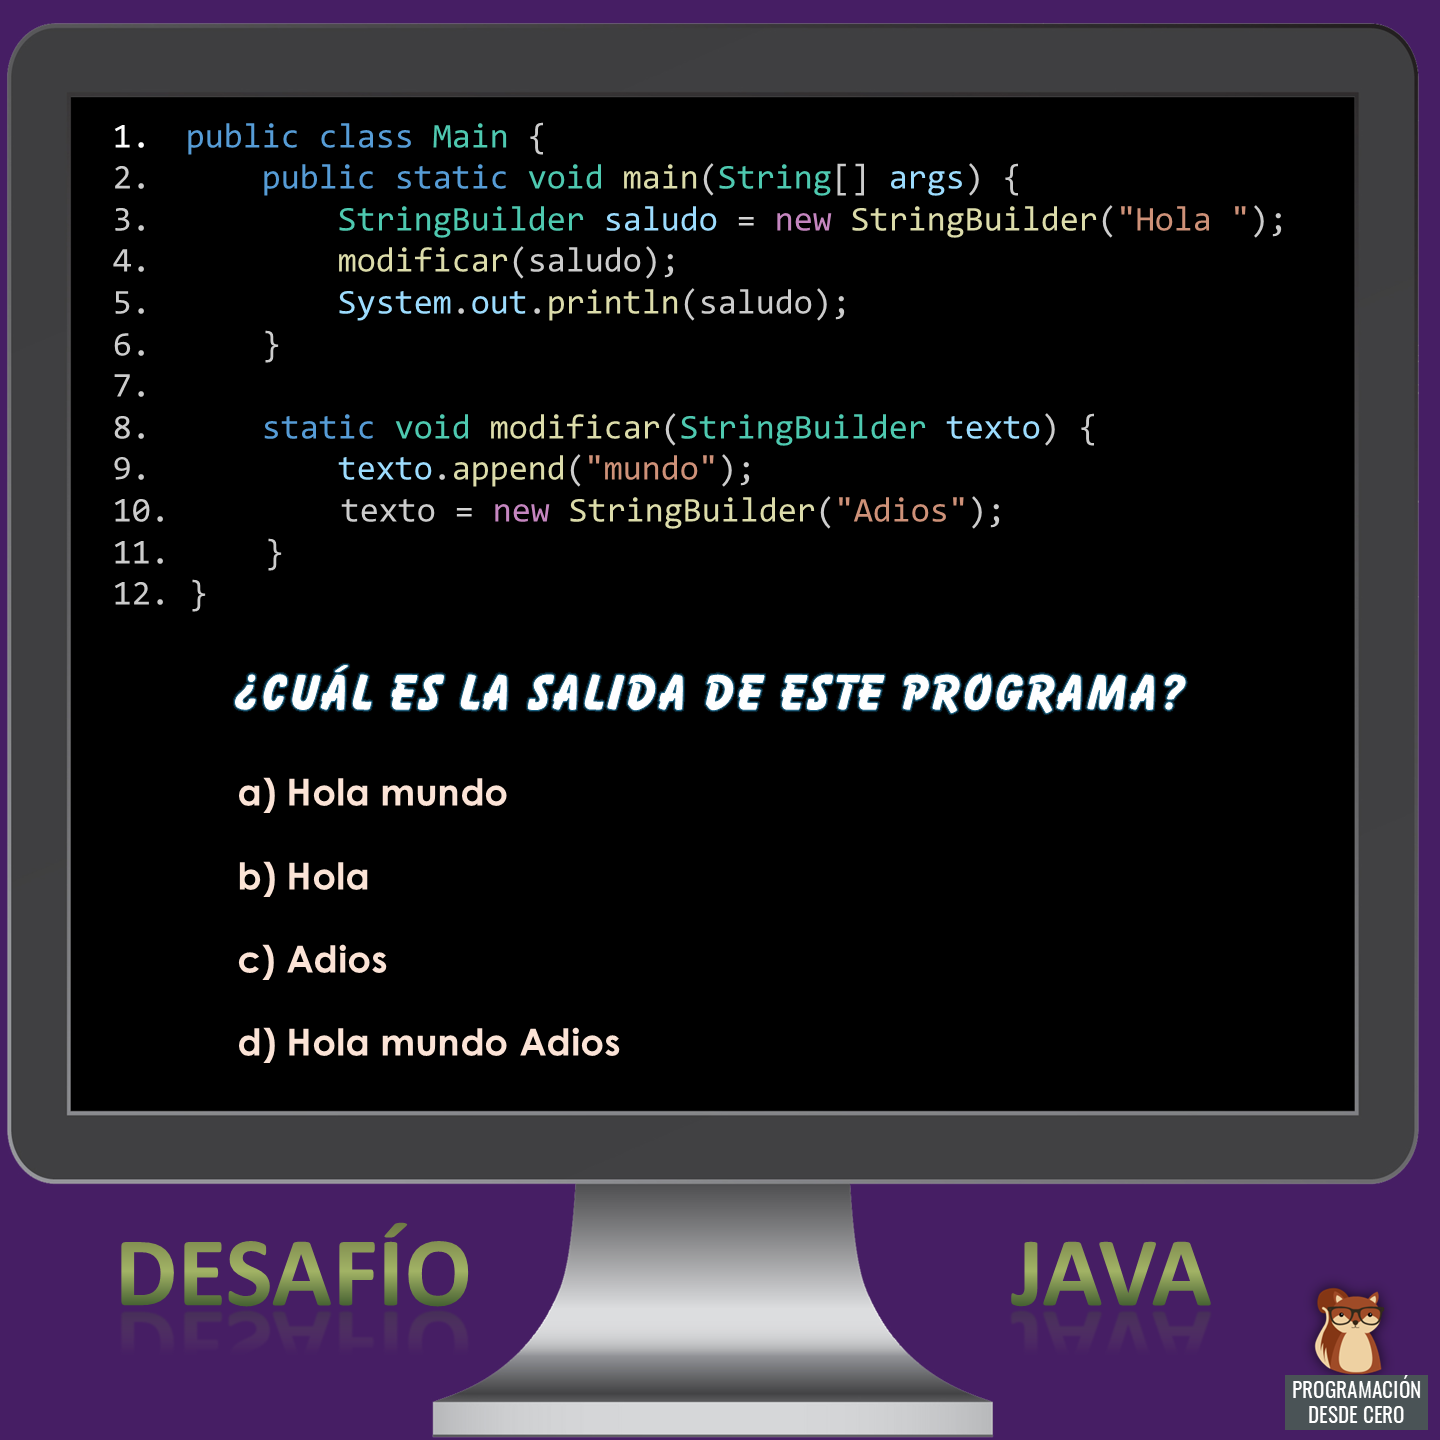 1.  public class Main {
2.      public static void main(String[] args) {
3.          StringBuilder saludo = new StringBuilder("Hola ");
4.          modificar(saludo);
5.          System.out.println(saludo);
6.      }
7.
8.      static void modificar(StringBuilder texto) {
9.          texto.append("mundo");
10.         texto = new StringBuilder("Adios");
11.     }
12. }
¿CUÁL ES LA SALIDA DE ESTE PROGRAMA?
a) Hola mundo
b) Hola
c) Adios
d) Hola mundo Adios
DESAFÍO JAVA
PROGRAMACIÓN
DESDE CERO